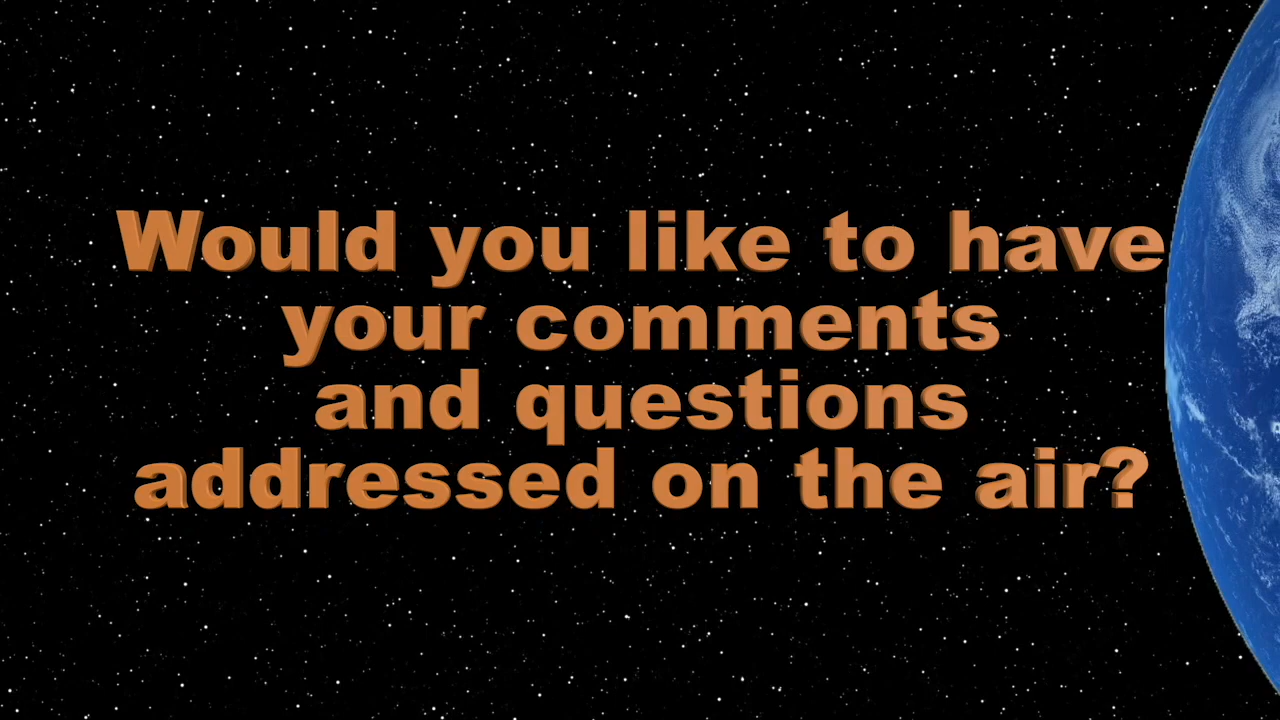 Would you like to have
your comments
and questions
addressed on the air?